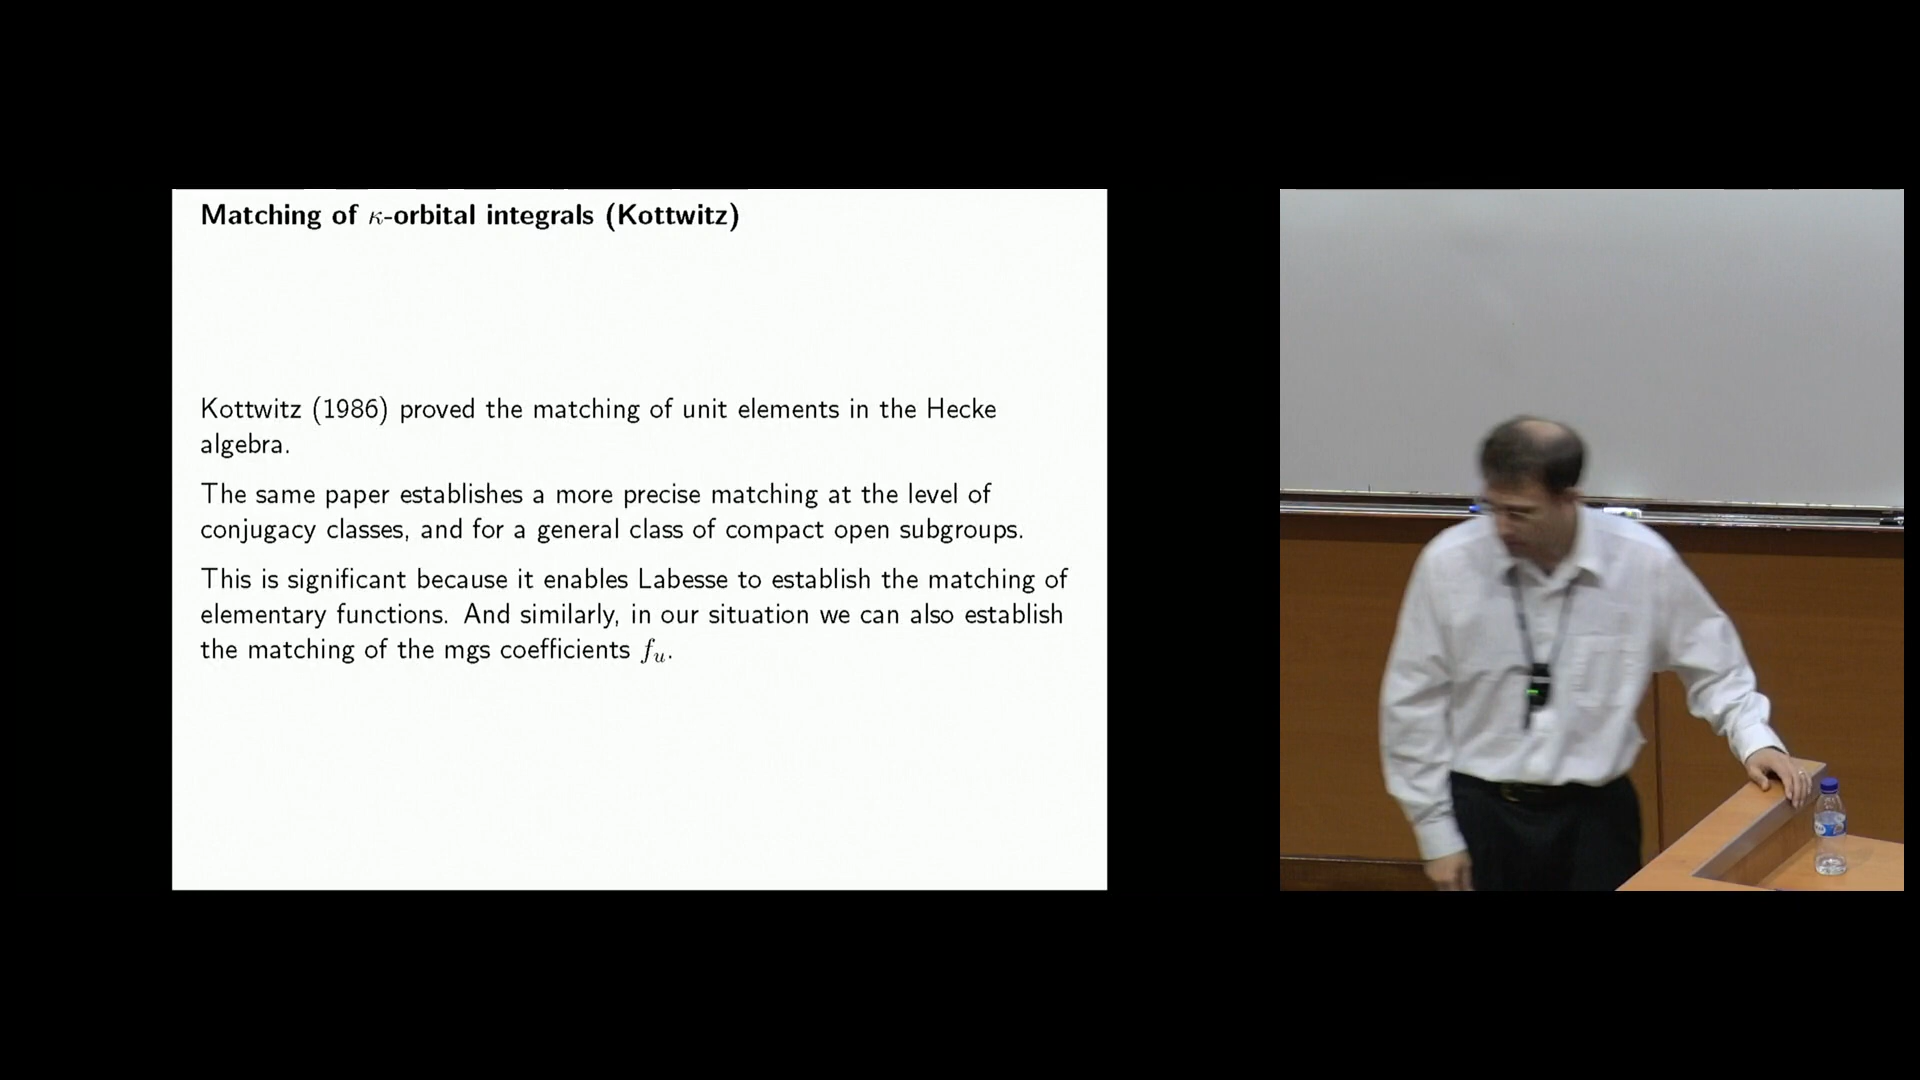 Matching of κ-orbital integrals (Kottwitz)
Kottwitz (1986) proved the matching of unit elements in the Hecke
algebra.
The same paper establishes a more precise matching at the level of
conjugacy classes, and for a general class of compact open subgroups.
This is significant because it enables Labesse to establish the matching of
elementary functions. And similarly, in our situation we can also establish
the matching of the mgs coefficients f_u.